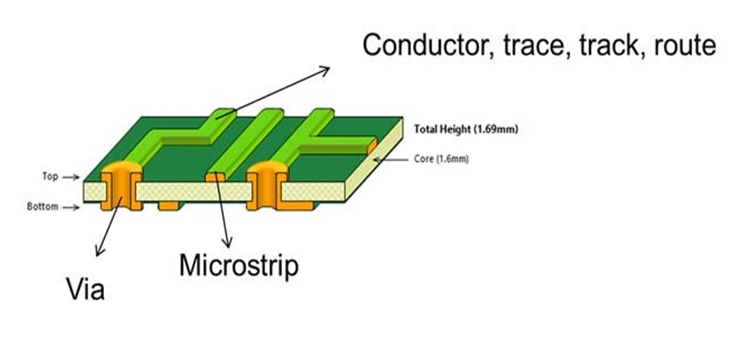 Conductor, trace, track, route
Total Height (1.69mm)
Core (1.6mm)
Top
Bottom
Microstrip
Via